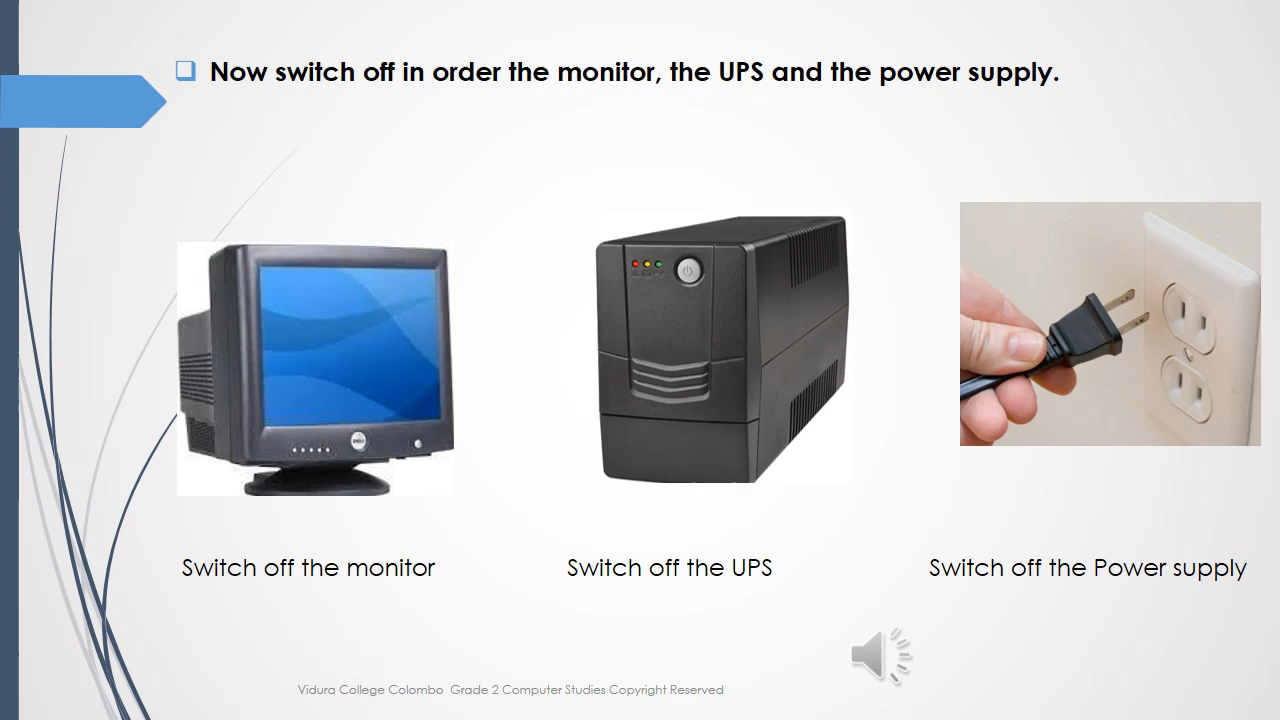 Now switch off in order the monitor, the UPS and the power supply.
DELL
Switch off the monitor
Switch off the UPS
Switch off the Power supply
Vidura College Colombo  Grade 2 Computer Studies Copyright Reserved